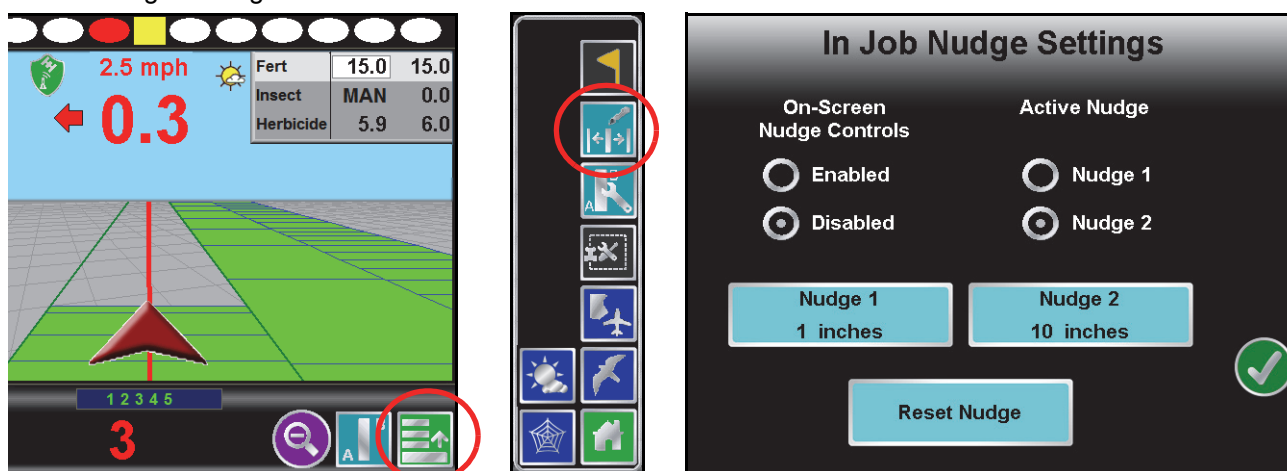 2.5 mph
0.3
Fert 15.0 15.0
Insect MAN 0.0
Herbicide 5.9 6.0
1 2 3 4 5
3
A
A B
In Job Nudge Settings
On-Screen
Nudge Controls
Enabled
Disabled
Active Nudge
Nudge 1
Nudge 2
Nudge 1
1 inches
Nudge 2
10 inches
Reset Nudge